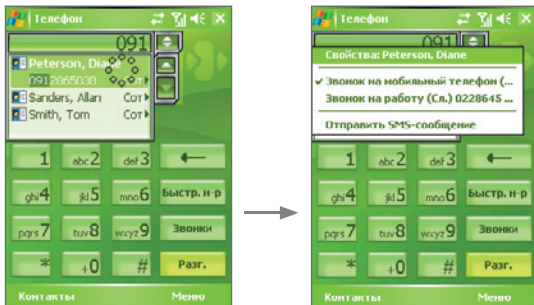 Телефон
091
Peterson, Diane
0912865038
Sanders, Allan Сот
Smith, Tom Сот
1 abc2 def3
ghi4 jkl5 mno6 Быстр. н-р
pqrs7 tuv8 wxyz9 Звонки
* +0 # Разг.
Контакты Меню
Телефон
091
Свойства: Peterson, Diane
Звонок на мобильный телефон (...
Звонок на работу (Сл.) 0228645 ...
Отправить SMS-сообщение
1 abc2 def3
ghi4 jkl5 mno6 Быстр. н-р
pqrs7 tuv8 wxyz9 Звонки
* +0 # Разг.
Контакты Меню